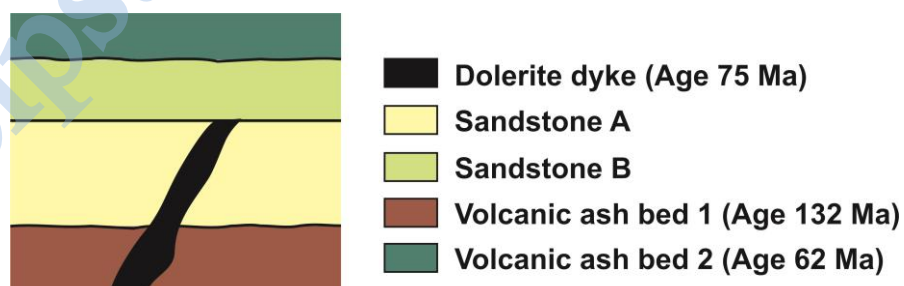 Dolerite dyke (Age 75 Ma)
Sandstone A
Sandstone B
Volcanic ash bed 1 (Age 132 Ma)
Volcanic ash bed 2 (Age 62 Ma)